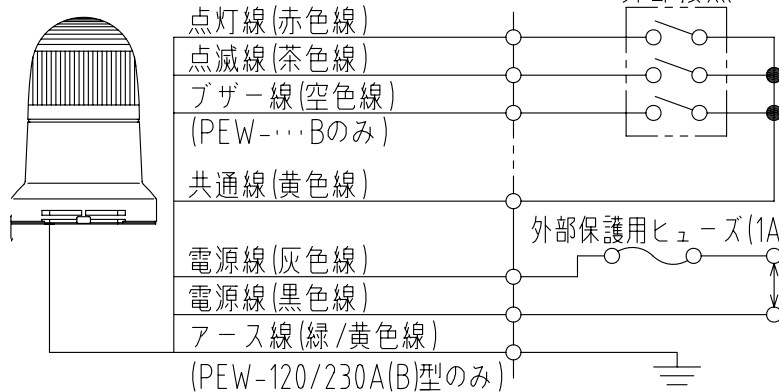 点灯線(赤色線)
点滅線(茶色線)
ブザー線(空色線)
(PEW-···Bのみ)
共通線(黄色線)
外部保護用ヒューズ(1A
電源線(灰色線)
電源線(黒色線)
アース線(緑/黄色線)
(PEW-120/230A(B)型のみ)